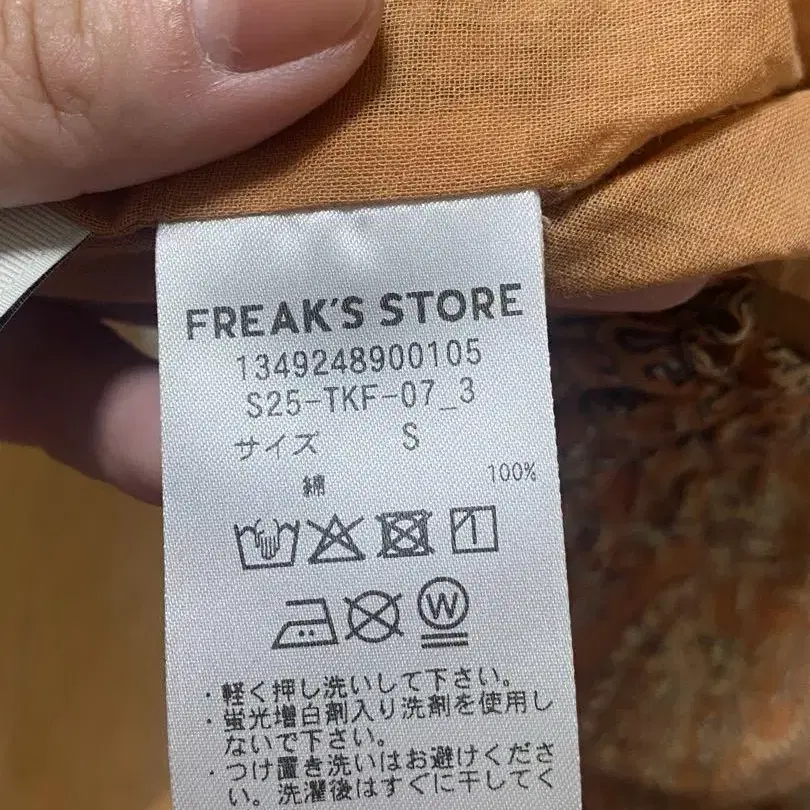 FREAK'S STORE
1349248900105
S25-TKF-07_3
サイズ S
綿 100%
W
・軽く押し洗いして下さい。
・蛍光増白剤入り洗剤を使用し
ないで下さい。
・つけ置き洗いはお避けくださ
い。洗濯後はすぐに干してく